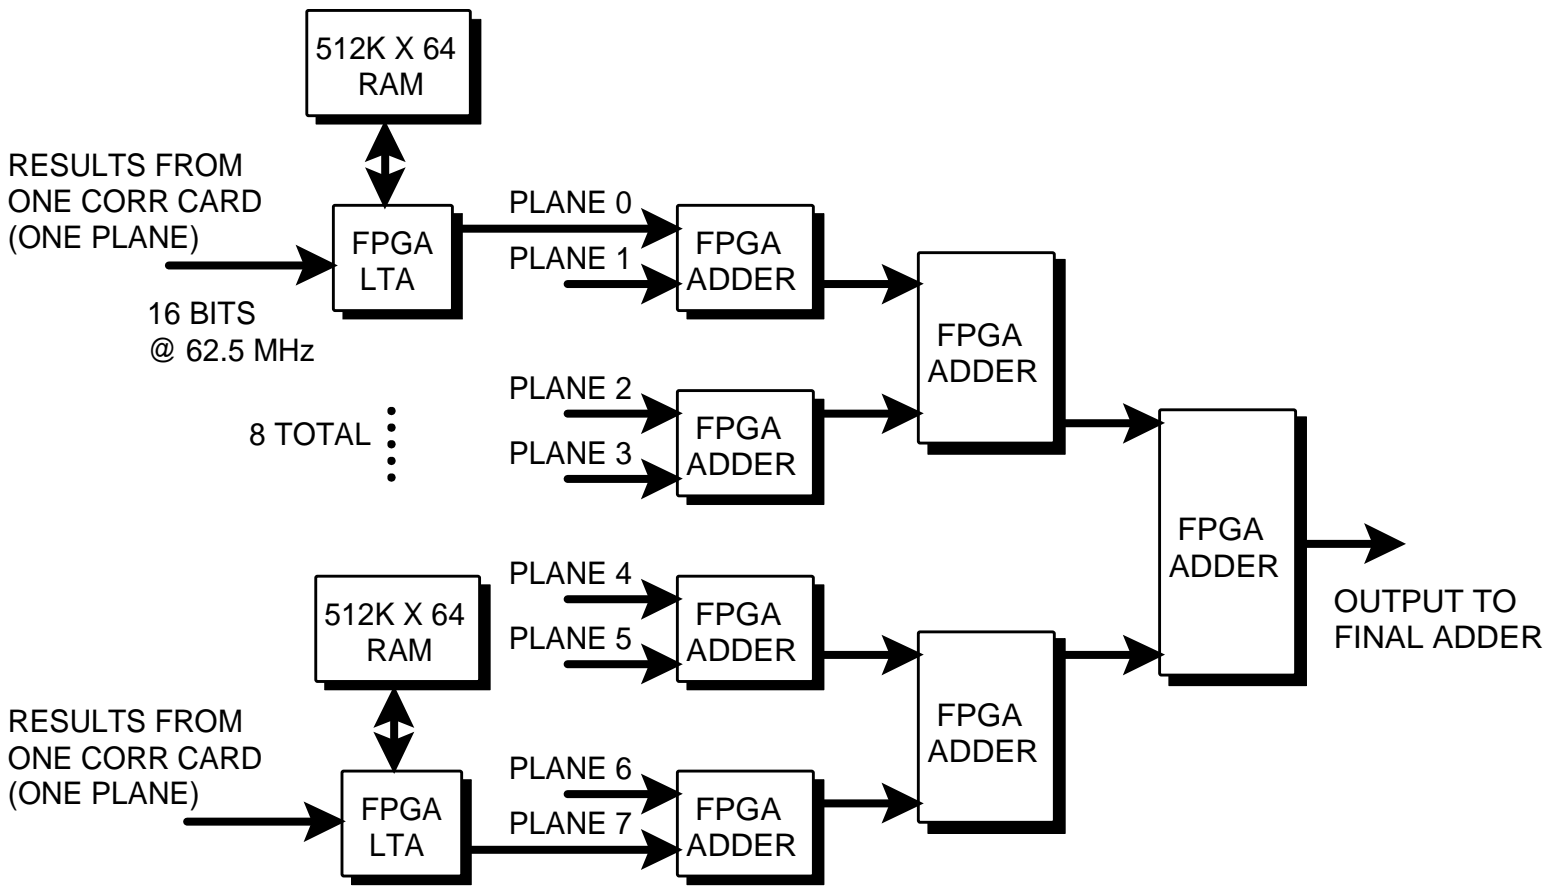 512K X 64
RAM
RESULTS FROM
ONE CORR CARD
(ONE PLANE)
16 BITS
@ 62.5 MHz
FPGA
LTA
PLANE 0
PLANE 1
FPGA
ADDER
PLANE 2
PLANE 3
FPGA
ADDER
FPGA
ADDER
8 TOTAL
512K X 64
RAM
RESULTS FROM
ONE CORR CARD
(ONE PLANE)
FPGA
LTA
PLANE 4
PLANE 5
FPGA
ADDER
PLANE 6
PLANE 7
FPGA
ADDER
FPGA
ADDER
FPGA
ADDER
OUTPUT TO
FINAL ADDER